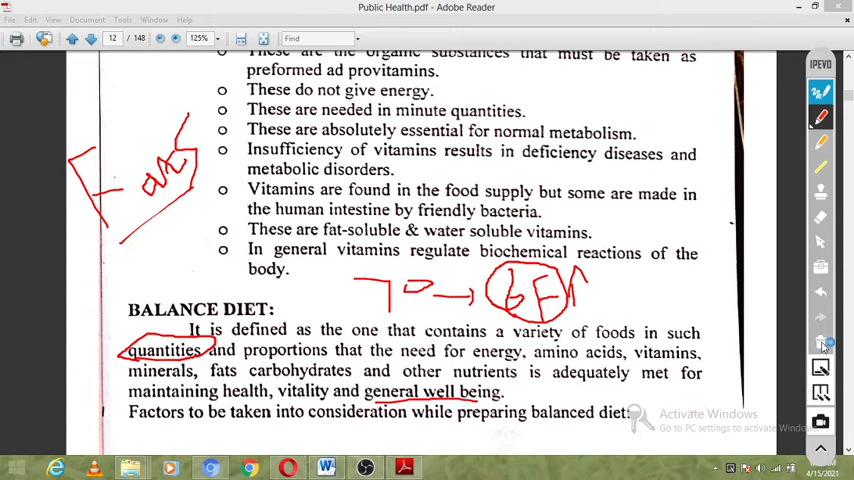 Public Health.pdf - Adobe Reader
File Edit View Document Tools Window Help
12 / 148 125% Find
IPEVO
These are the organic substances that must be taken as
preformed ad provitamins.
o These do not give energy.
o These are needed in minute quantities.
o These are absolutely essential for normal metabolism.
o Insufficiency of vitamins results in deficiency diseases and
metabolic disorders.
o Vitamins are found in the food supply but some are made in
the human intestine by friendly bacteria.
o These are fat-soluble & water soluble vitamins.
o In general vitamins regulate biochemical reactions of the
body.
BALANCE DIET:
It is defined as the one that contains a variety of foods in such
quantities and proportions that the need for energy, amino acids, vitamins,
minerals, fats carbohydrates and other nutrients is adequately met for
maintaining health, vitality and general well being.
Factors to be taken into consideration while preparing balanced diet:
Activate Windows
Go to PC settings to activate Windows.
4/15/2021